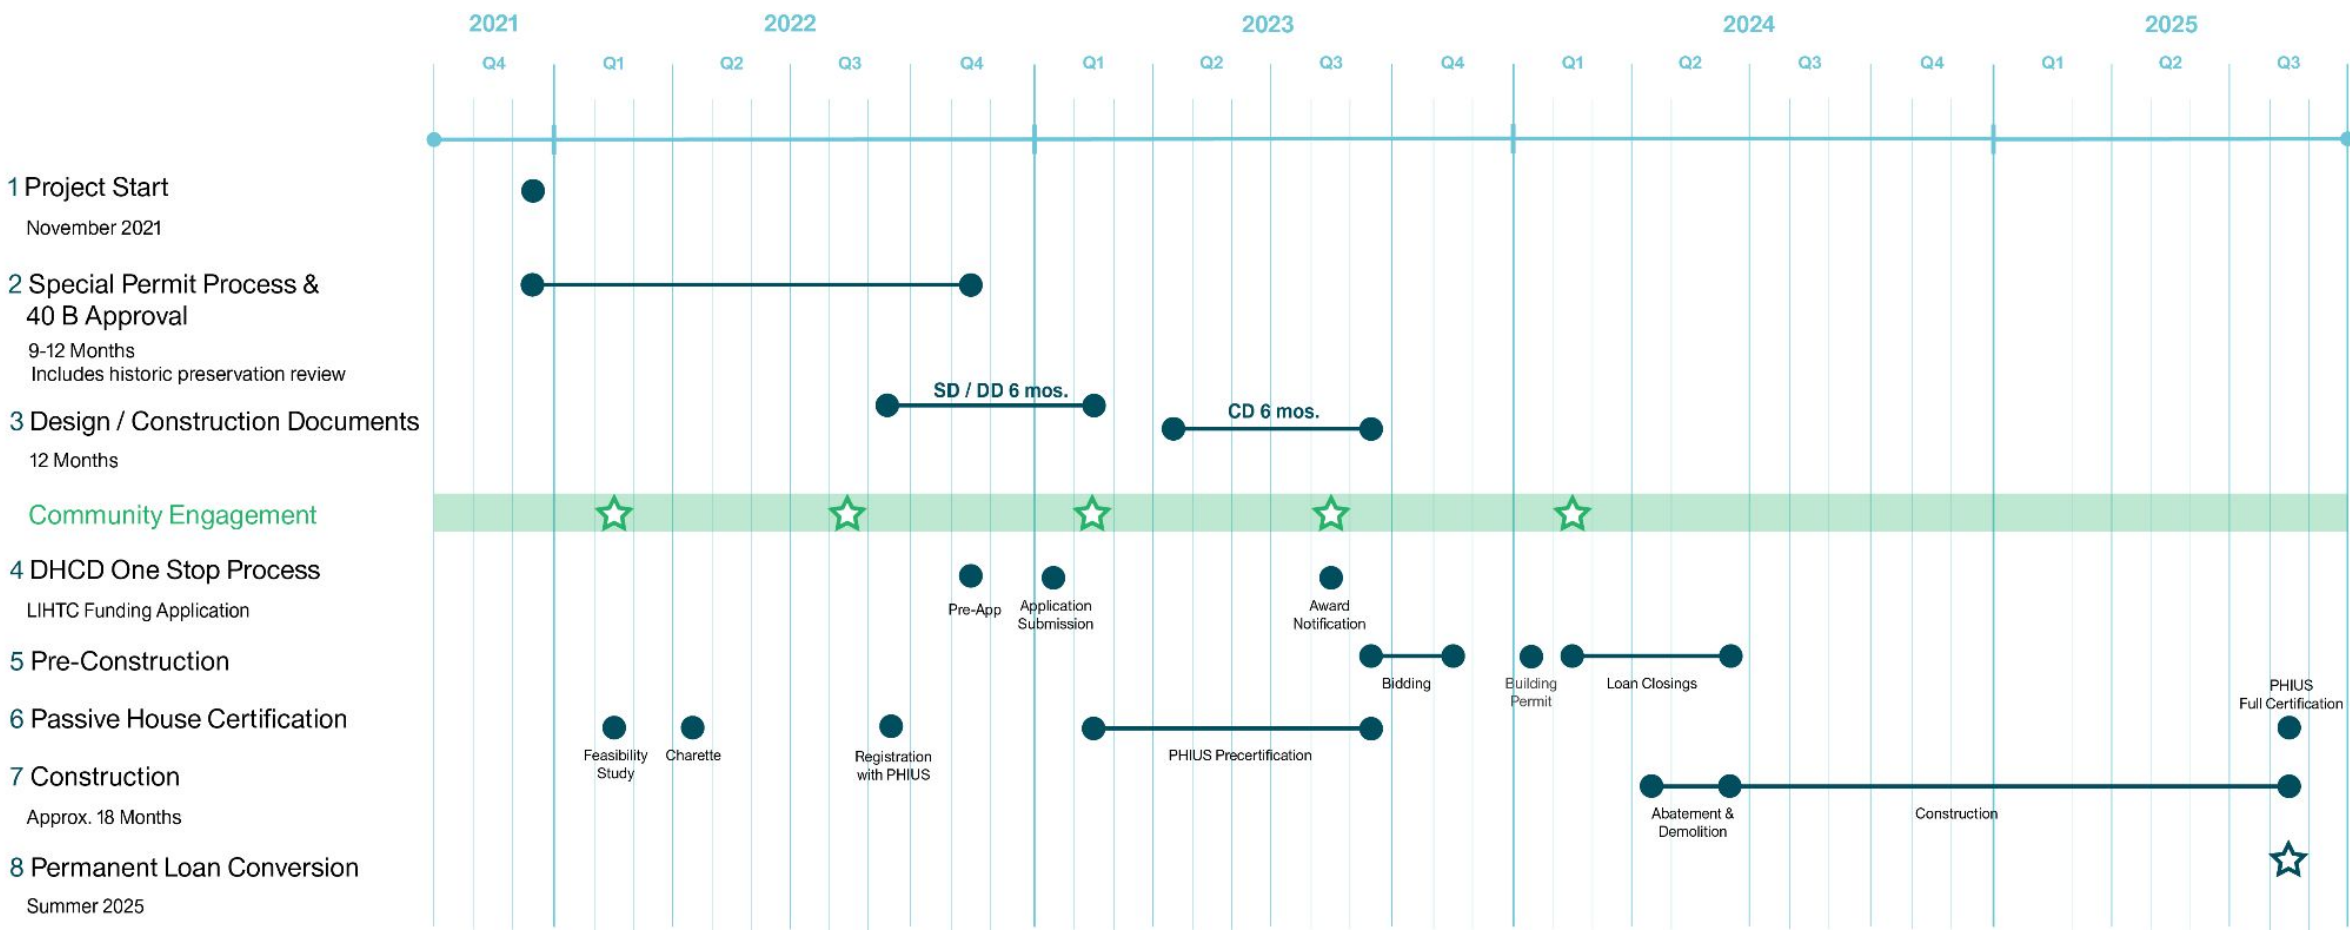 2021 2022 2023 2024 2025
Q4 Q1 Q2 Q3 Q4 Q1 Q2 Q3 Q4 Q1 Q2 Q3 Q4 Q1 Q2 Q3
1 Project Start
November 2021
2 Special Permit Process &
40 B Approval
9-12 Months
Includes historic preservation review
SD / DD 6 mos.
CD 6 mos.
3 Design / Construction Documents
12 Months
Community Engagement
4 DHCD One Stop Process
LIHTC Funding Application
Pre-App
Application
Submission
Award
Notification
5 Pre-Construction
Bidding
Building
Permit
Loan Closings
PHIUS
Full Certification
6 Passive House Certification
Feasibility
Study
Charette
Registration
with PHIUS
PHIUS Precertification
7 Construction
Approx. 18 Months
Abatement &
Demolition
Construction
8 Permanent Loan Conversion
Summer 2025